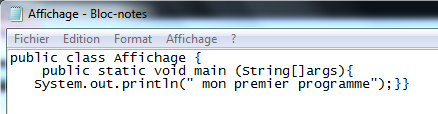 Affichage - Bloc-notes
Fichier Edition Format Affichage ?
public class Affichage {
public static void main (String[]args){
System.out.println(" mon premier programme");}}